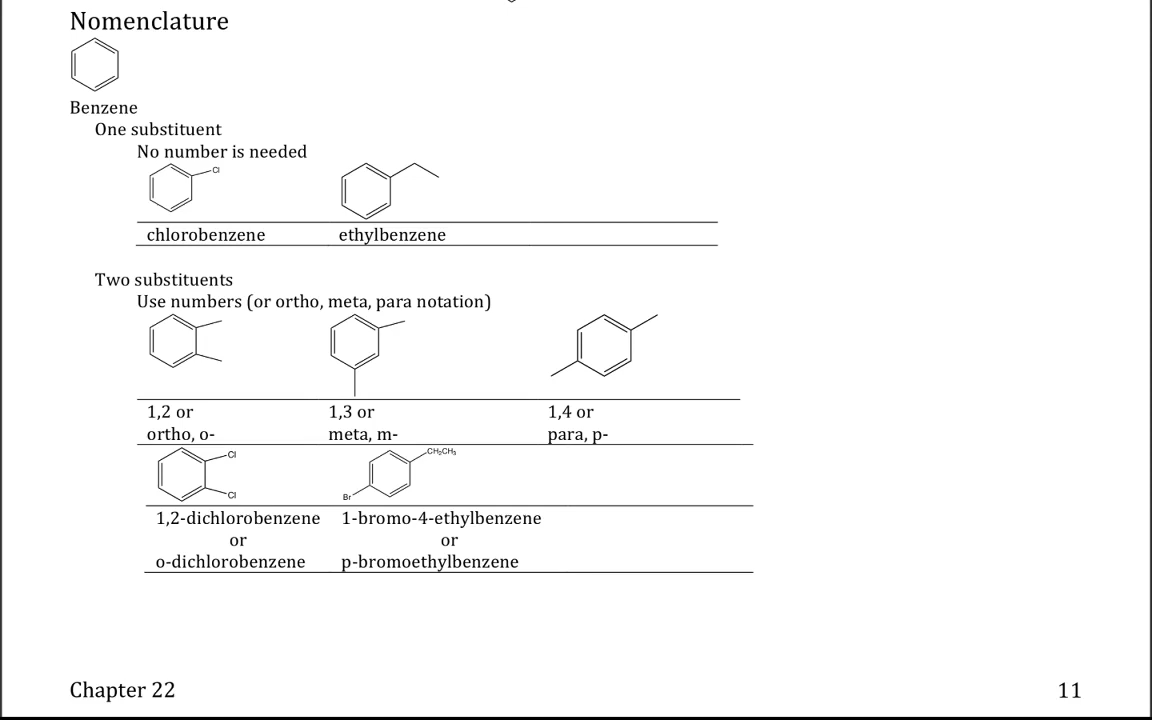 Nomenclature
Benzene
One substituent
No number is needed
Cl
chlorobenzene ethylbenzene
Two substituents
Use numbers (or ortho, meta, para notation)
1,2 or 1,3 or 1,4 or
ortho, o- meta, m- para, p-
Cl CH₂CH₃
Cl Br
1,2-dichlorobenzene 1-bromo-4-ethylbenzene
or or
o-dichlorobenzene p-bromoethylbenzene
Chapter 22 11